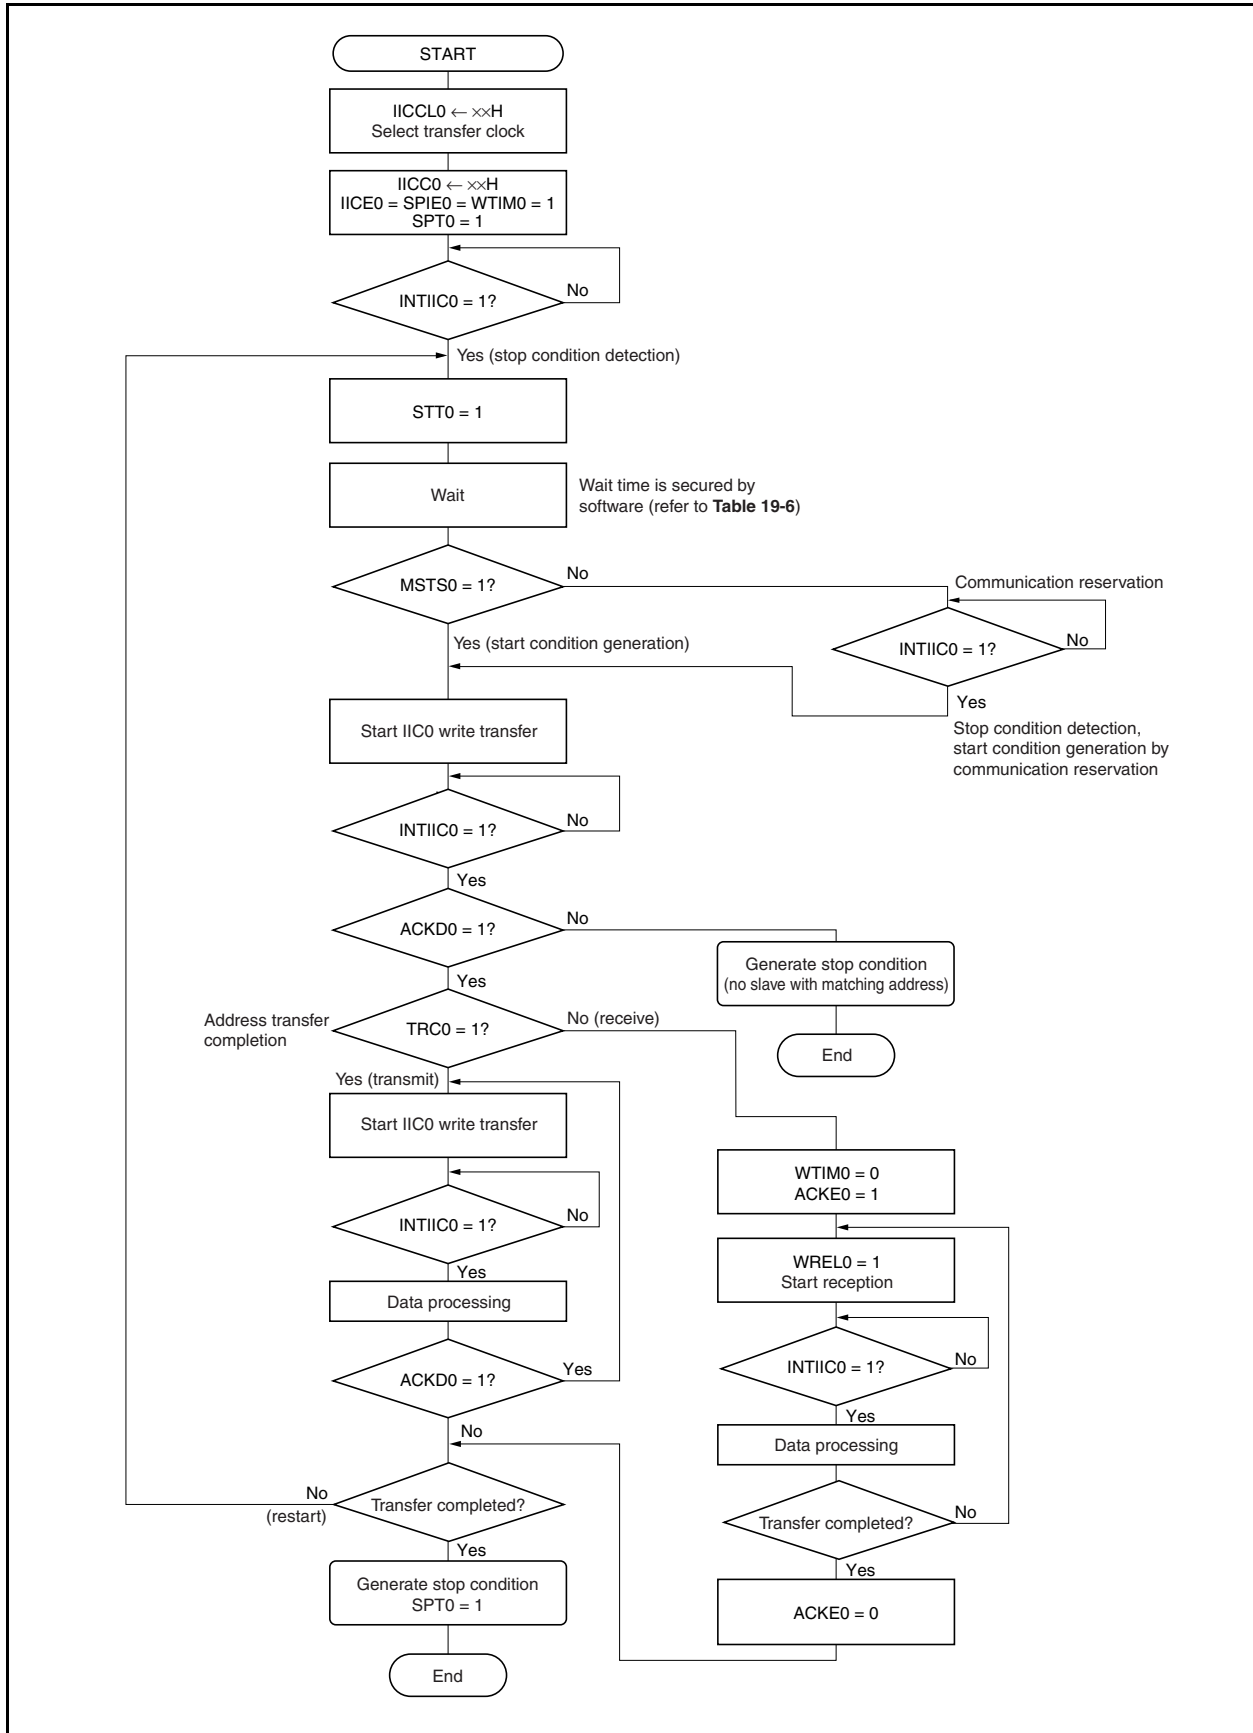 START
IICCL0 ← ××H
Select transfer clock
IICC0 ← ××H
IICE0 = SPIE0 = WTIM0 = 1
SPT0 = 1
INTIIC0 = 1?
No
Yes (stop condition detection)
STT0 = 1
Wait
Wait time is secured by
software (refer to Table 19-6)
MSTS0 = 1?
No
Communication reservation
INTIIC0 = 1?
No
Yes
Stop condition detection,
start condition generation by
communication reservation
Yes (start condition generation)
Start IIC0 write transfer
INTIIC0 = 1?
No
Yes
ACKD0 = 1?
No
Generate stop condition
(no slave with matching address)
End
Yes
Address transfer
completion
TRC0 = 1?
No (receive)
Yes (transmit)
Start IIC0 write transfer
INTIIC0 = 1?
No
Yes
Data processing
ACKD0 = 1?
Yes
No
Transfer completed?
No
(restart)
Yes
Generate stop condition
SPT0 = 1
End
WTIM0 = 0
ACKE0 = 1
WREL0 = 1
Start reception
INTIIC0 = 1?
No
Yes
Data processing
Transfer completed?
No
Yes
ACKE0 = 0